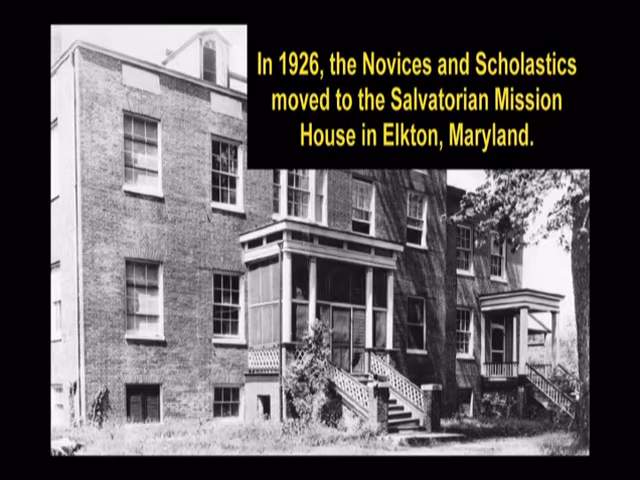 In 1926, the Novices and Scholastics
moved to the Salvatorian Mission
House in Elkton, Maryland.